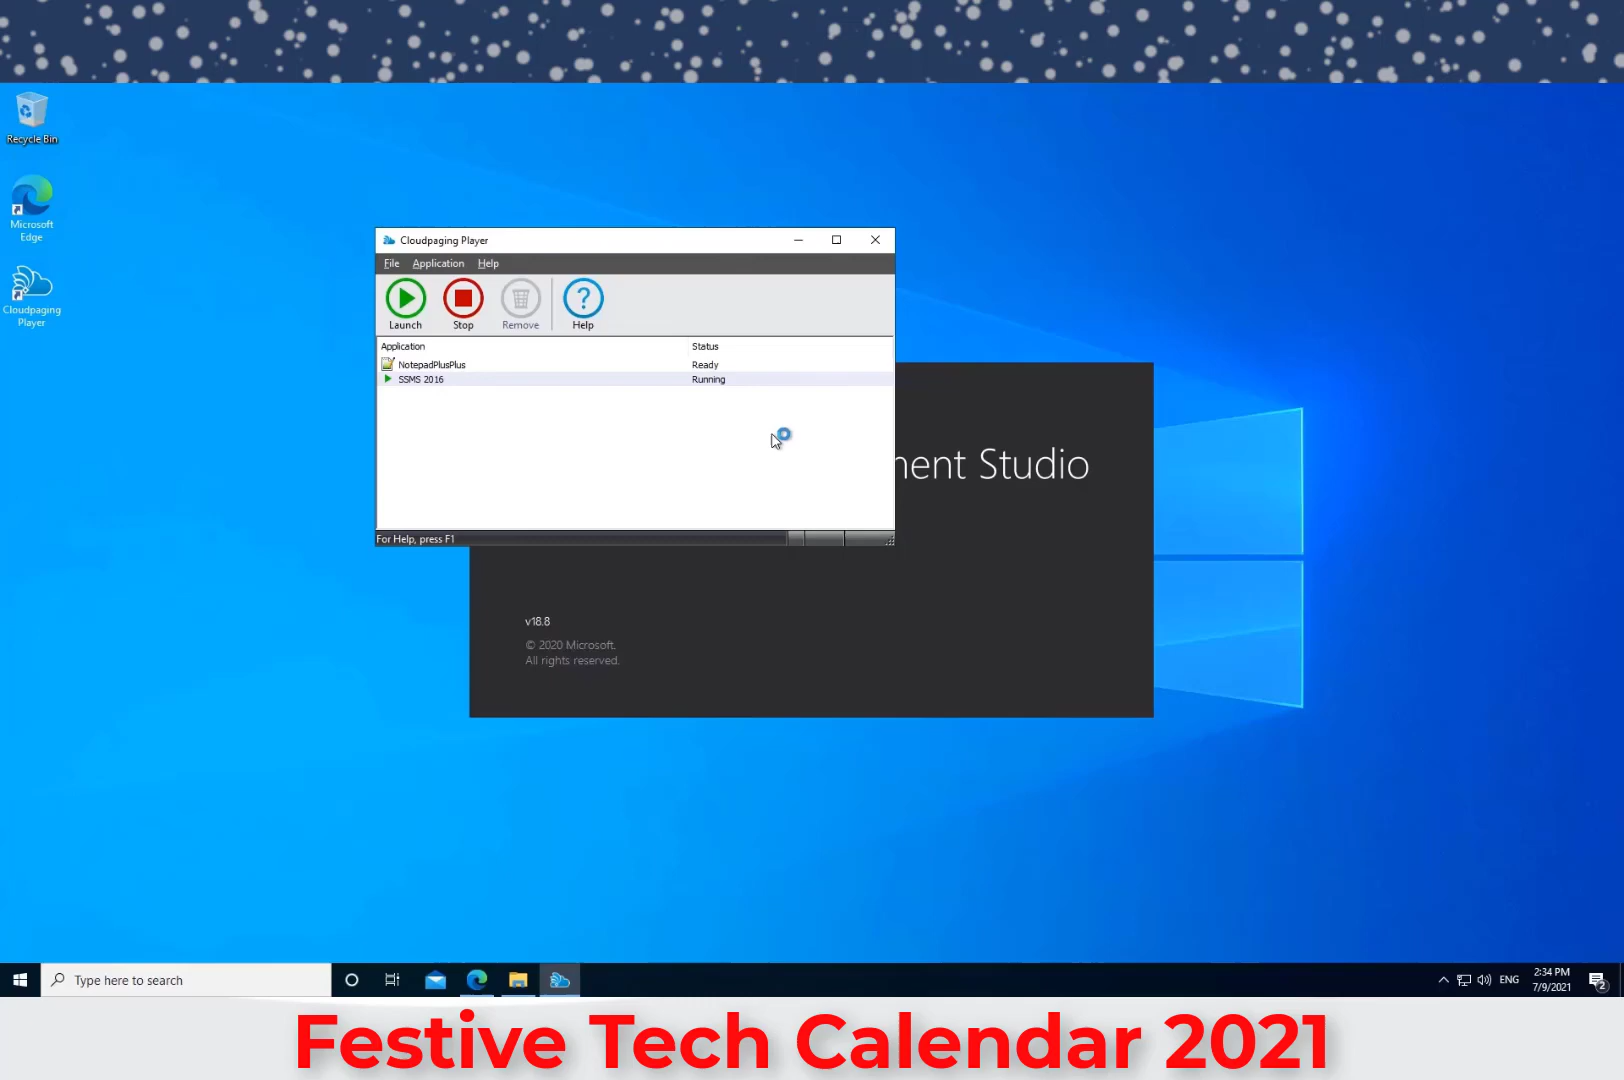 Recycle Bin
Microsoft
Edge
Cloudpaging
Player
Cloudpaging Player
File Application Help
Launch Stop Remove Help
Application Status
NotepadPlusPlus Ready
SSMS 2016 Running
For Help, press F1
ment Studio
v18.8
© 2020 Microsoft.
All rights reserved.
Type here to search
ENG
2:34 PM
7/9/2021
2
Festive Tech Calendar 2021